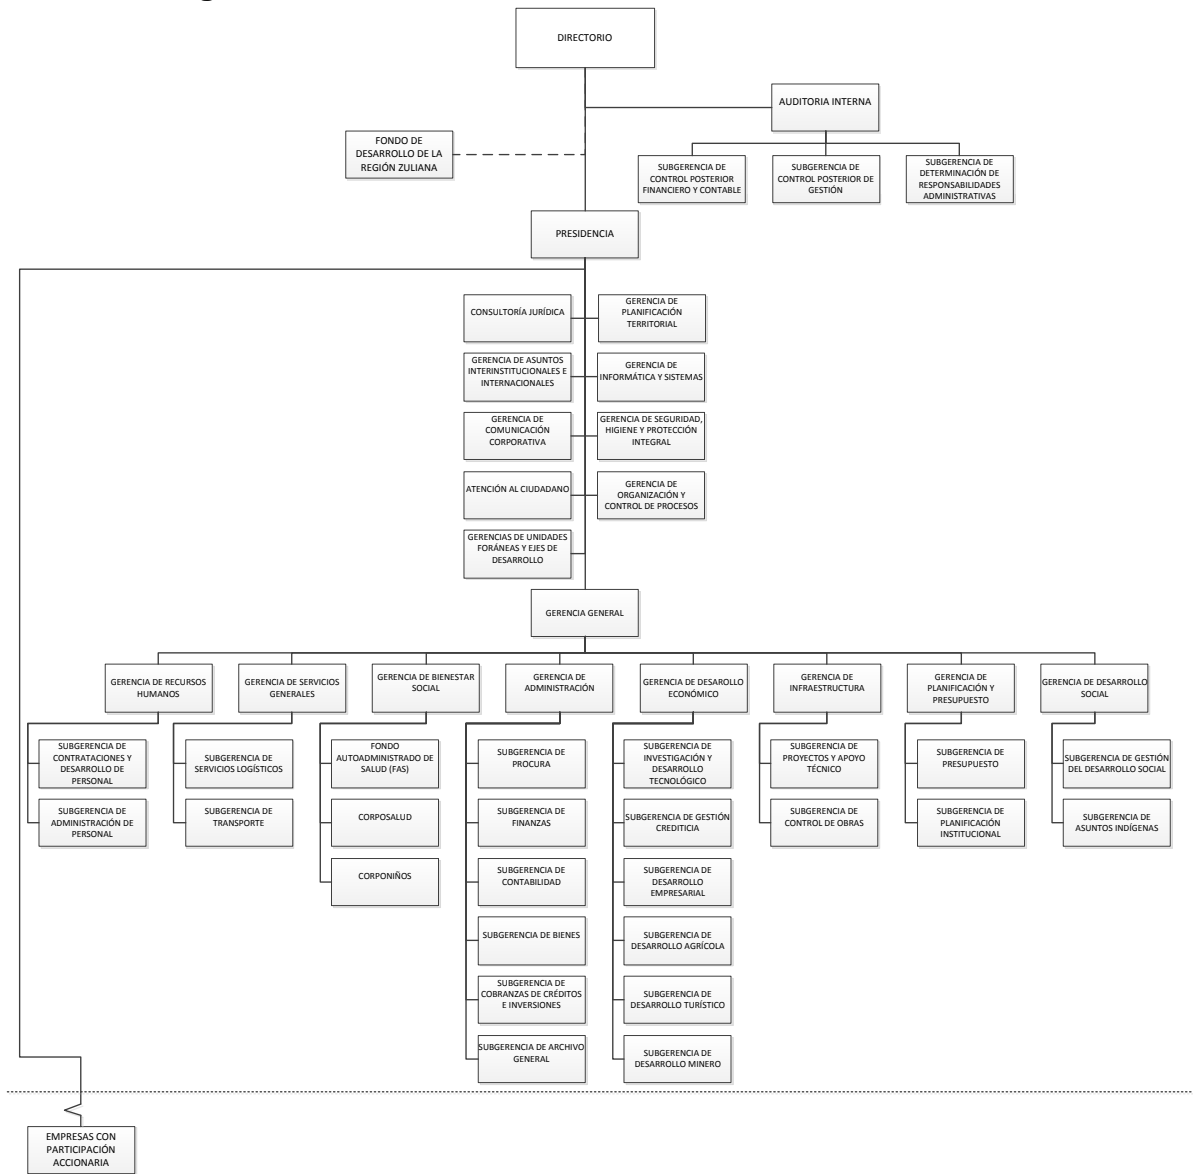 DIRECTORIO
AUDITORIA INTERNA
FONDO DE
DESARROLLO DE LA
REGIÓN ZULIANA
SUBGERENCIA DE
CONTROL POSTERIOR
FINANCIERO Y CONTABLE
SUBGERENCIA DE
CONTROL POSTERIOR DE
GESTIÓN
SUBGERENCIA DE
DETERMINACIÓN DE
RESPONSABILIDADES
ADMINISTRATIVAS
PRESIDENCIA
CONSULTORÍA JURÍDICA
GERENCIA DE
PLANIFICACIÓN
TERRITORIAL
GERENCIA DE ASUNTOS
INTERINSTITUCIONALES E
INTERNACIONALES
GERENCIA DE
INFORMÁTICA Y SISTEMAS
GERENCIA DE
COMUNICACIÓN
CORPORATIVA
GERENCIA DE SEGURIDAD,
HIGIENE Y PROTECCIÓN
INTEGRAL
ATENCIÓN AL CIUDADANO
GERENCIA DE
ORGANIZACIÓN Y
CONTROL DE PROCESOS
GERENCIAS DE UNIDADES
FORÁNEAS Y EJES DE
DESARROLLO
GERENCIA GENERAL
GERENCIA DE RECURSOS
HUMANOS
GERENCIA DE SERVICIOS
GENERALES
GERENCIA DE BIENESTAR
SOCIAL
GERENCIA DE
ADMINISTRACIÓN
GERENCIA DE DESAROLLO
ECONÓMICO
GERENCIA DE
INFRAESTRUCTURA
GERENCIA DE
PLANIFICACIÓN Y
PRESUPUESTO
GERENCIA DE DESARROLLO
SOCIAL
SUBGERENCIA DE
CONTRATACIONES Y
DESARROLLO DE
PERSONAL
SUBGERENCIA DE
SERVICIOS LOGÍSTICOS
FONDO
AUTOADMINISTRADO DE
SALUD (FAS)
SUBGERENCIA DE
PROCURA
SUBGERENCIA DE
INVESTIGACIÓN Y
DESARROLLO
TECNOLÓGICO
SUBGERENCIA DE
PROYECTOS Y APOYO
TÉCNICO
SUBGERENCIA DE
PRESUPUESTO
SUBGERENCIA DE GESTIÓN
DEL DESARROLLO SOCIAL
SUBGERENCIA DE
ADMINISTRACIÓN DE
PERSONAL
SUBGERENCIA DE
TRANSPORTE
CORPOSALUD
SUBGERENCIA DE
FINANZAS
SUBGERENCIA DE GESTIÓN
CREDITICIA
SUBGERENCIA DE
CONTROL DE OBRAS
SUBGERENCIA DE
PLANIFICACIÓN
INSTITUCIONAL
SUBGERENCIA DE
ASUNTOS INDÍGENAS
CORPONIÑOS
SUBGERENCIA DE
CONTABILIDAD
SUBGERENCIA DE
DESARROLLO
EMPRESARIAL
SUBGERENCIA DE BIENES
SUBGERENCIA DE
DESARROLLO AGRÍCOLA
SUBGERENCIA DE
COBRANZAS DE CRÉDITOS
E INVERSIONES
SUBGERENCIA DE
DESARROLLO TURÍSTICO
SUBGERENCIA DE ARCHIVO
GENERAL
SUBGERENCIA DE
DESARROLLO MINERO
EMPRESAS CON
PARTICIPACIÓN
ACCIONARIA